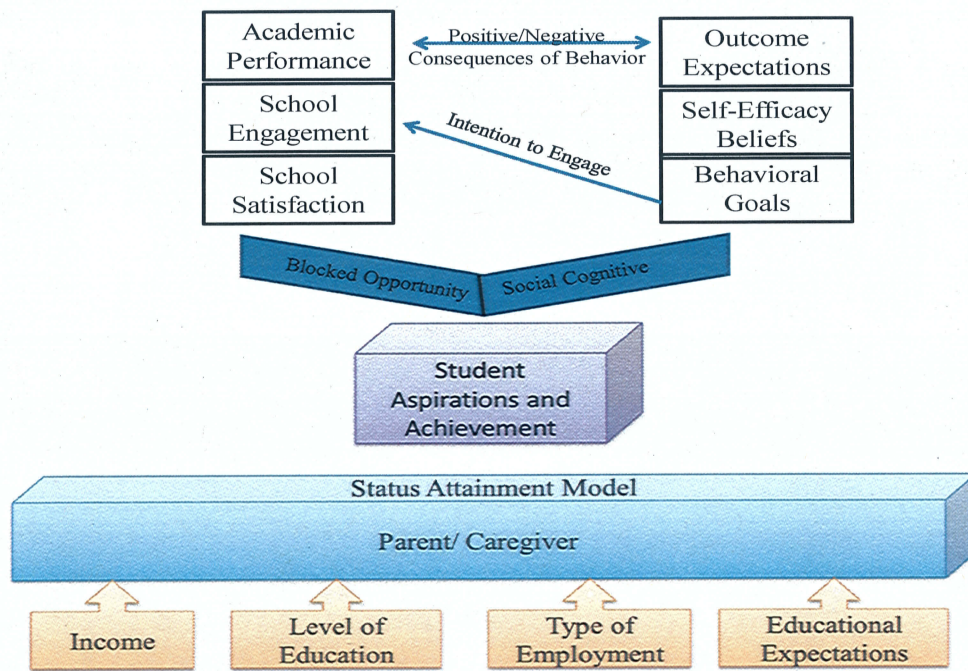 Academic
Performance
Positive/Negative
Consequences of Behavior
Outcome
Expectations
School
Engagement
Intention to Engage
Self-Efficacy
Beliefs
School
Satisfaction
Behavioral
Goals
Blocked Opportunity
Social Cognitive
Student
Aspirations and
Achievement
Status Attainment Model
Parent/ Caregiver
Income
Level of
Education
Type of
Employment
Educational
Expectations